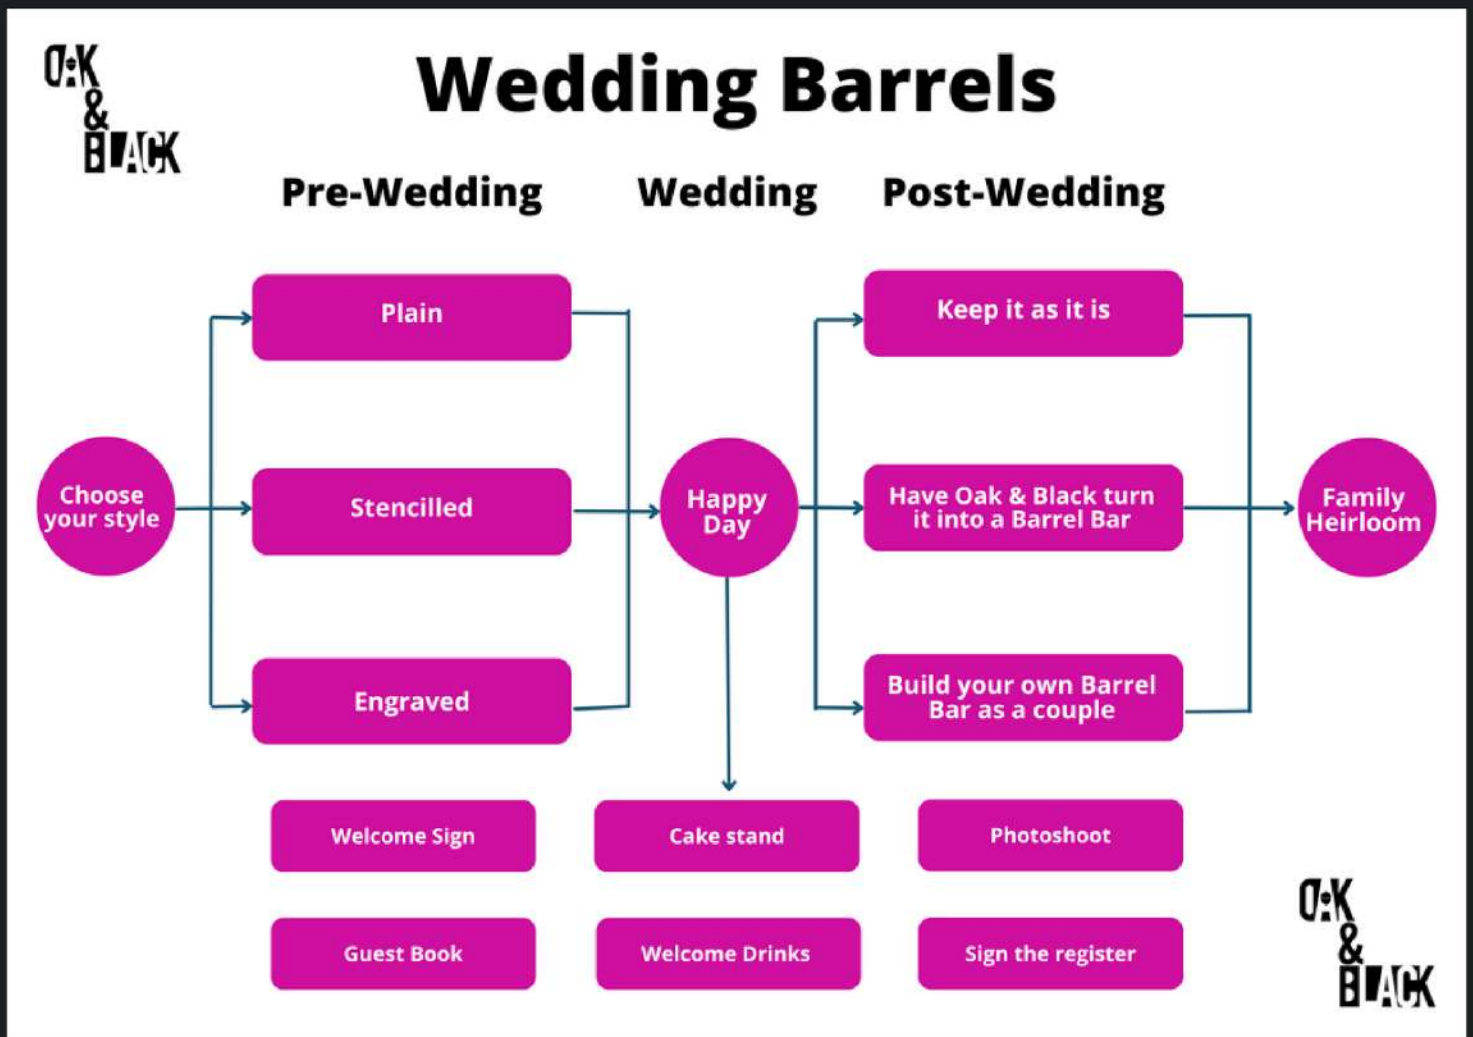 OAK
&
BLACK
Wedding Barrels
Pre-Wedding
Wedding
Post-Wedding
Plain
Keep it as it is
Choose
your style
Stencilled
Happy
Day
Have Oak & Black turn
it into a Barrel Bar
Family
Heirloom
Engraved
Build your own Barrel
Bar as a couple
Welcome Sign
Cake stand
Photoshoot
Guest Book
Welcome Drinks
Sign the register
OAK
&
BLACK